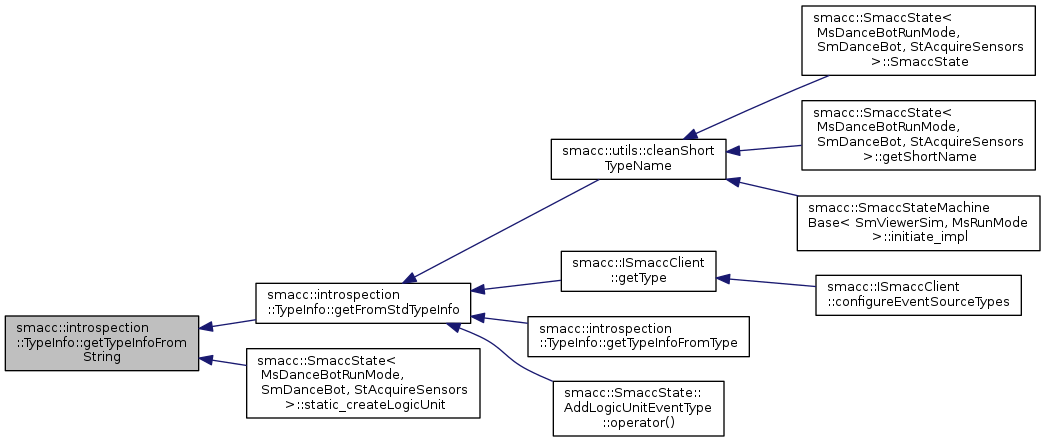 smacc::SmaccState<
MsDanceBotRunMode,
SmDanceBot, StAcquireSensors
>::SmaccState
smacc::SmaccState<
MsDanceBotRunMode,
SmDanceBot, StAcquireSensors
>::getShortName
smacc::utils::cleanShort
TypeName
smacc::SmaccStateMachine
Base< SmViewerSim, MsRunMode
>::initiate_impl
smacc::ISmaccClient
::getType
smacc::ISmaccClient
::configureEventSourceTypes
smacc::introspection
::TypeInfo::getFromStdTypeInfo
smacc::introspection
::TypeInfo::getTypeInfoFrom
String
smacc::introspection
::TypeInfo::getTypeInfoFromType
smacc::SmaccState<
MsDanceBotRunMode,
SmDanceBot, StAcquireSensors
>::static_createLogicUnit
smacc::SmaccState::
AddLogicUnitEventType
::operator()